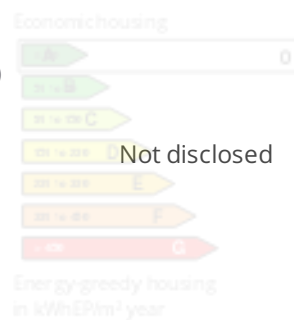 Economic housing
A
0
B
C
D
Not disclosed
E
F
G
Energy-greedy housing
in kWhEP/m² year